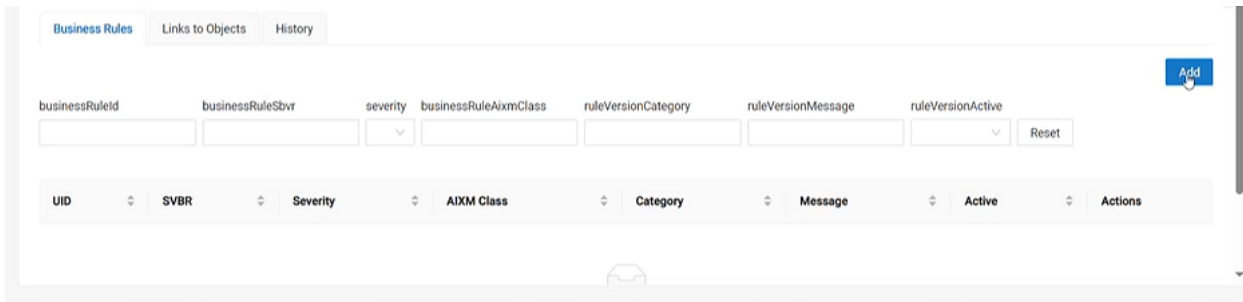 Business Rules Links to Objects History
Add
businessRuleId businessRuleSbvr severity businessRuleAixmClass ruleVersionCategory ruleVersionMessage ruleVersionActive
Reset
UID SVBR Severity AIXM Class Category Message Active Actions